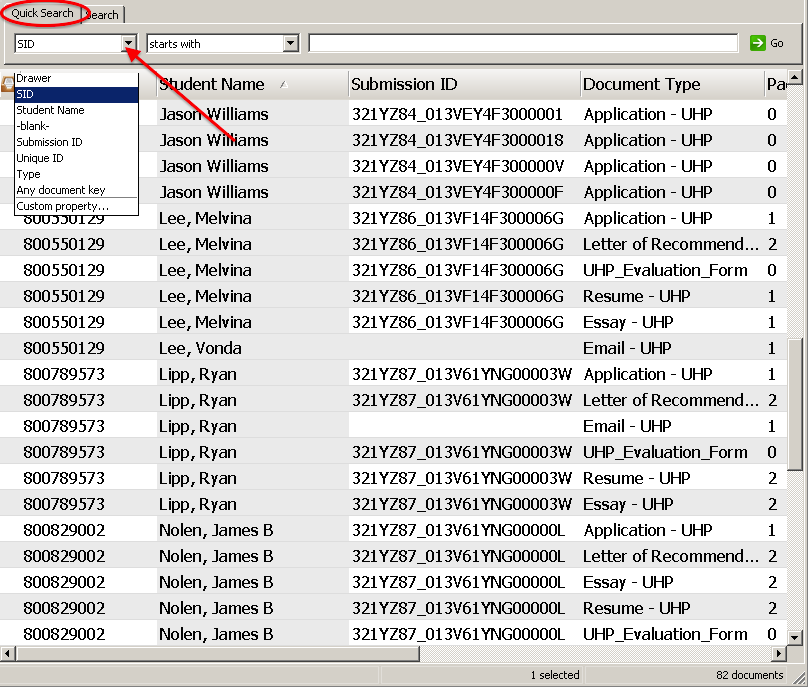 Quick Search Search
SID starts with Go
Student Name Submission ID Document Type Pa
Drawer
SID
Student Name
-blank-
Submission ID
Unique ID
Type
Any document key
Custom property...
Jason Williams 321YZ84_013VEY4F3000001 Application - UHP 0
Jason Williams 321YZ84_013VEY4F3000018 Application - UHP 0
Jason Williams 321YZ84_013VEY4F300000V Application - UHP 0
Jason Williams 321YZ84_013VEY4F300000F Application - UHP 0
800550129 Lee, Melvina 321YZ86_013VF14F300006G Application - UHP 1
800550129 Lee, Melvina 321YZ86_013VF14F300006G Letter of Recommend... 2
800550129 Lee, Melvina 321YZ86_013VF14F300006G UHP_Evaluation_Form 0
800550129 Lee, Melvina 321YZ86_013VF14F300006G Resume - UHP 1
800550129 Lee, Melvina 321YZ86_013VF14F300006G Essay - UHP 1
800550129 Lee, Vonda Email - UHP 1
800789573 Lipp, Ryan 321YZ87_013V61YNG00003W Application - UHP 1
800789573 Lipp, Ryan 321YZ87_013V61YNG00003W Letter of Recommend... 2
800789573 Lipp, Ryan Email - UHP 1
800789573 Lipp, Ryan 321YZ87_013V61YNG00003W UHP_Evaluation_Form 0
800789573 Lipp, Ryan 321YZ87_013V61YNG00003W Resume - UHP 2
800789573 Lipp, Ryan 321YZ87_013V61YNG00003W Essay - UHP 2
800829002 Nolen, James B 321YZ87_013V61YNG00000L Application - UHP 1
800829002 Nolen, James B 321YZ87_013V61YNG00000L Letter of Recommend... 2
800829002 Nolen, James B 321YZ87_013V61YNG00000L Essay - UHP 2
800829002 Nolen, James B 321YZ87_013V61YNG00000L Resume - UHP 2
800829002 Nolen, James B 321YZ87_013V61YNG00000L UHP_Evaluation_Form 0
1 selected 82 documents